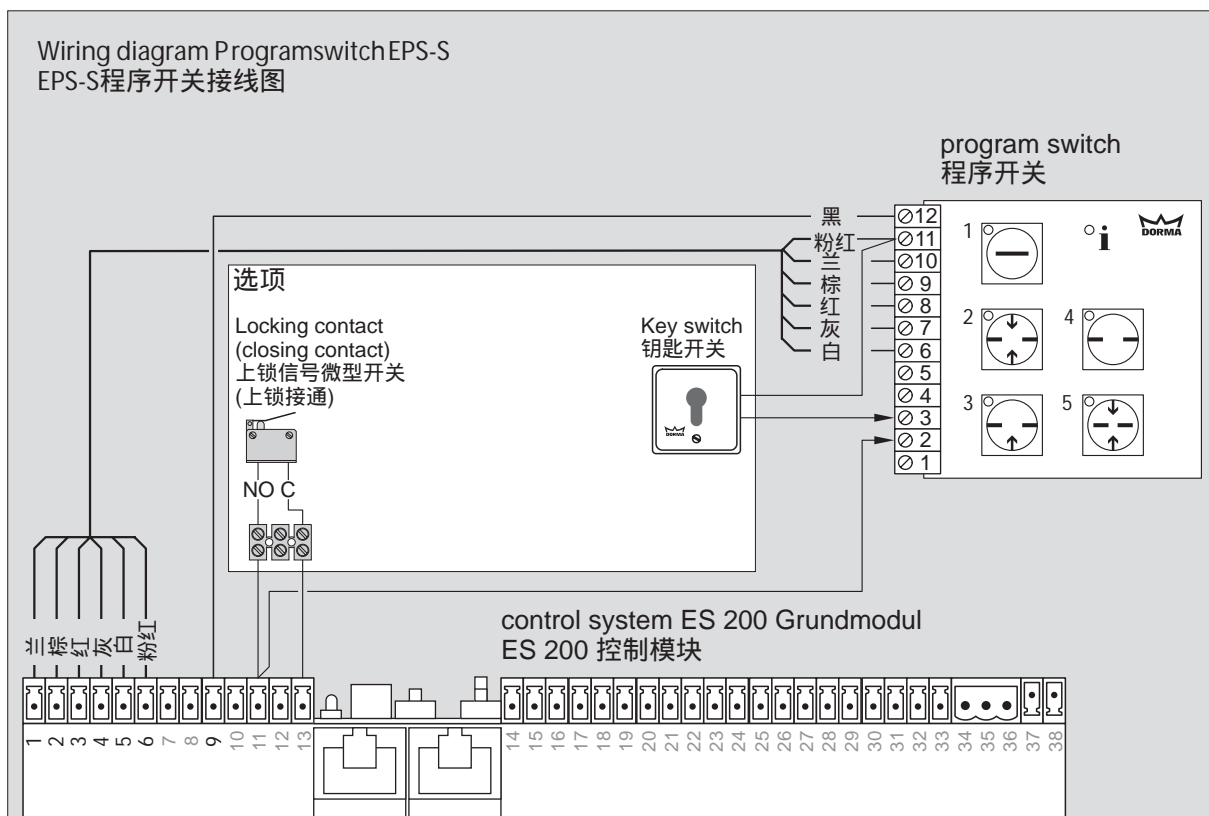 Wiring diagram Programswitch EPS-S
EPS-S程序开关接线图
program switch
程序开关
黑
粉红
兰
棕
红
灰
白
12
11
10
9
8
7
6
5
4
3
2
1
1
i
DORMA
2
4
3
5
选项
Locking contact
(closing contact)
上锁信号微型开关
(上锁接通)
Key switch
钥匙开关
DORMA
NO C
control system ES 200 Grundmodul
ES 200 控制模块
兰 棕 红 灰 白 粉红
1 2 3 4 5 6 7 8 9 10 11 12 13 14 15 16 17 18 19 20 21 22 23 24 25 26 27 28 29 30 31 32 33 34 35 36 37 38